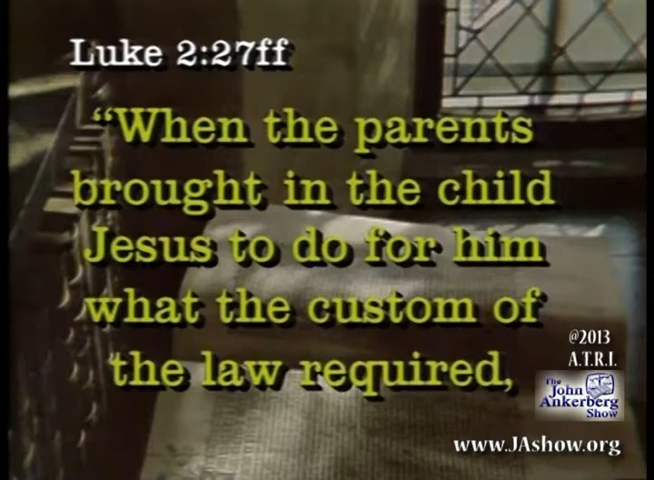 Luke 2:27ff
“When the parents
brought in the child
Jesus to do for him
what the custom of
the law required,
@2013
A.T.R.I.
The
John
Ankerberg
Show
www.JAshow.org